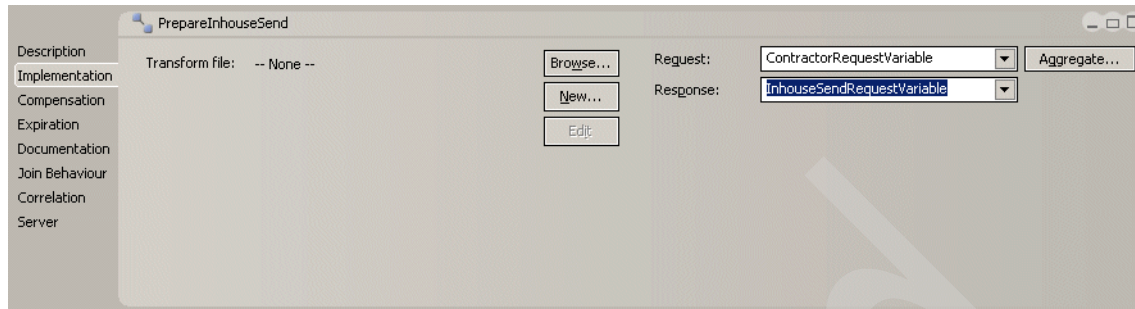 PrepareInhouseSend
Description
Implementation
Compensation
Expiration
Documentation
Join Behaviour
Correlation
Server
Transform file: -- None --
Browse...
New...
Edit
Request: ContractorRequestVariable Aggregate...
Response: InhouseSendRequestVariable